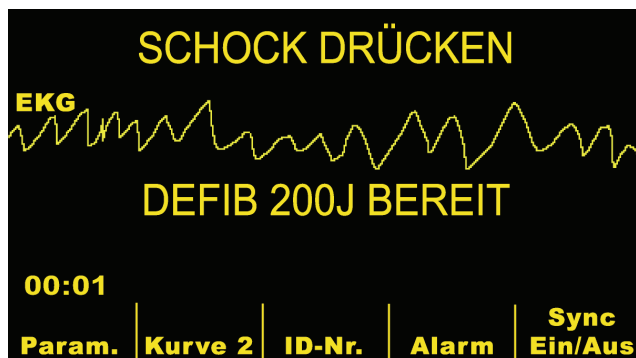 SCHOCK DRÜCKEN
EKG
DEFIB 200J BEREIT
00:01
Sync
Param. Kurve 2 ID-Nr. Alarm Ein/Aus